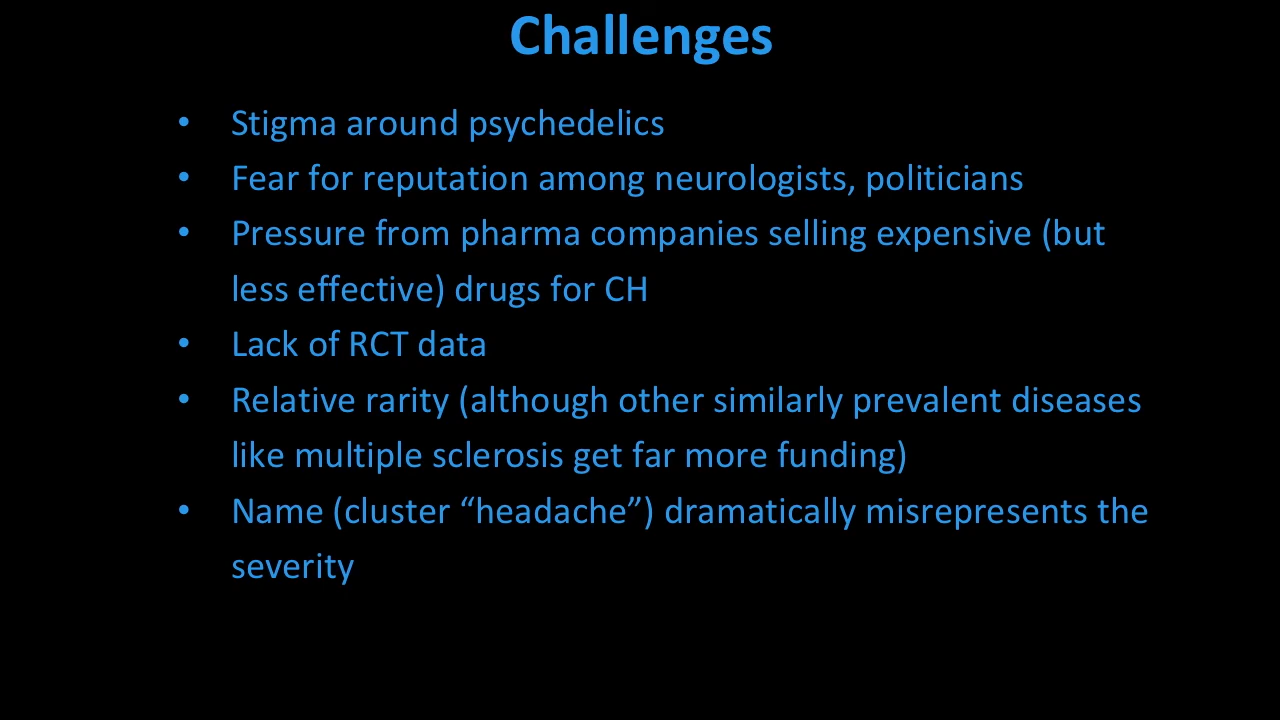 Challenges
• Stigma around psychedelics
• Fear for reputation among neurologists, politicians
• Pressure from pharma companies selling expensive (but
less effective) drugs for CH
• Lack of RCT data
• Relative rarity (although other similarly prevalent diseases
like multiple sclerosis get far more funding)
• Name (cluster “headache”) dramatically misrepresents the
severity